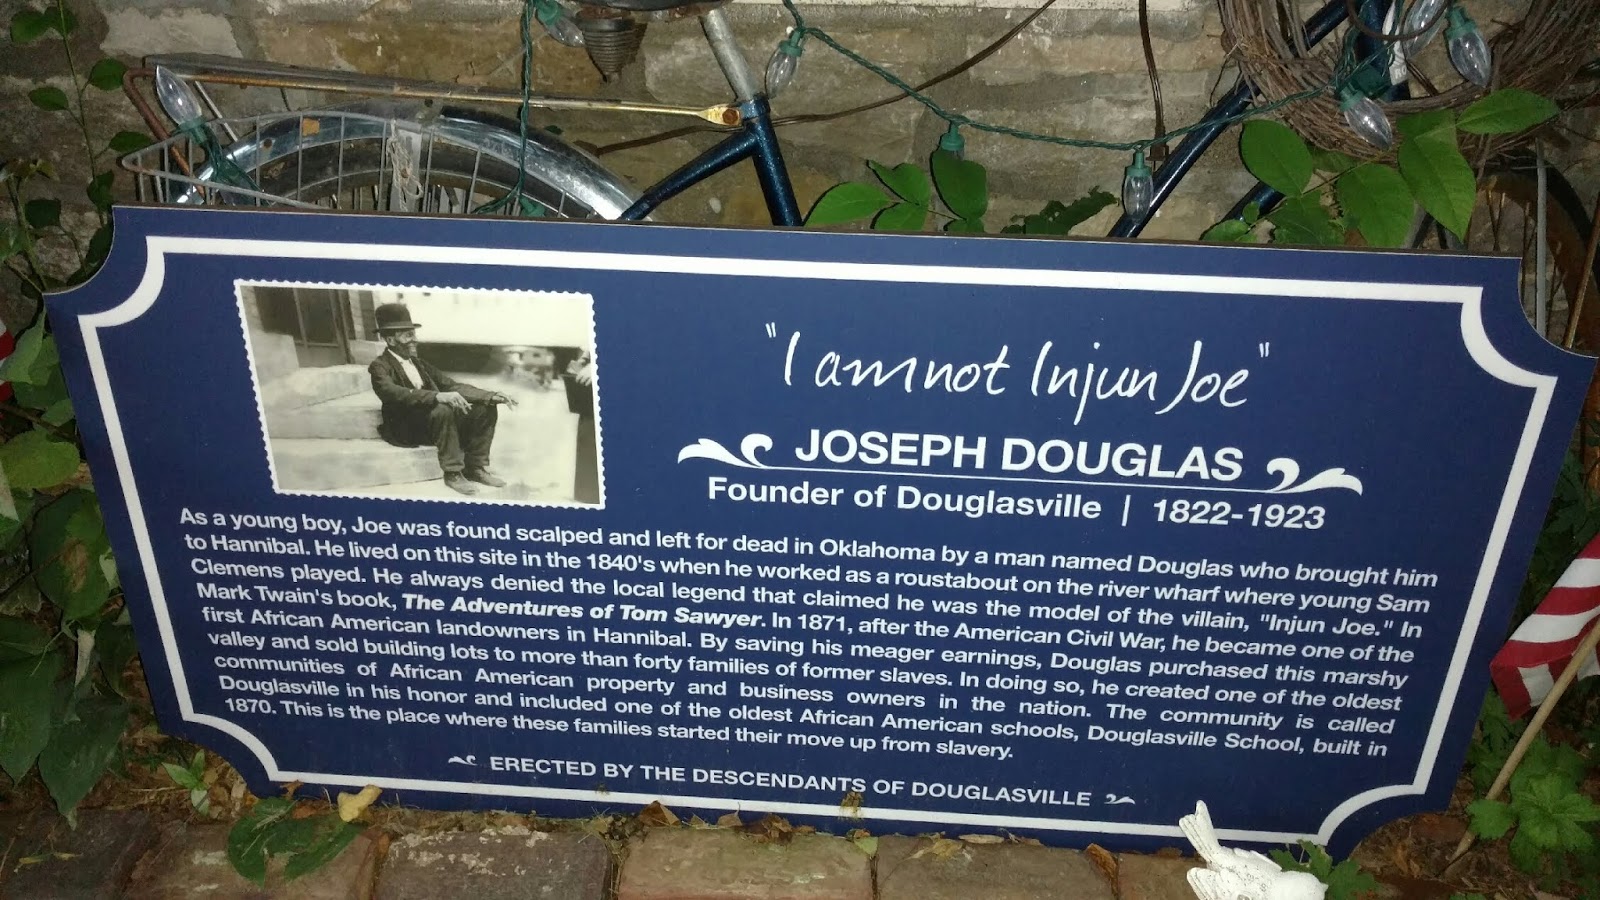 "I am not Injun Joe"
JOSEPH DOUGLAS
Founder of Douglasville | 1822-1923
As a young boy, Joe was found scalped and left for dead in Oklahoma by a man named Douglas who brought him
to Hannibal. He lived on this site in the 1840's when he worked as a roustabout on the river wharf where young Sam
Clemens played. He always denied the local legend that claimed he was the model of the villain, "Injun Joe." In
Mark Twain's book, The Adventures of Tom Sawyer. In 1871, after the American Civil War, he became one of the
first African American landowners in Hannibal. By saving his meager earnings, Douglas purchased this marshy
valley and sold building lots to more than forty families of former slaves. In doing so, he created one of the oldest
communities of African American property and business owners in the nation. The community is called
Douglasville in his honor and included one of the oldest African American schools, Douglasville School, built in
1870. This is the place where these families started their move up from slavery.
ERECTED BY THE DESCENDANTS OF DOUGLASVILLE